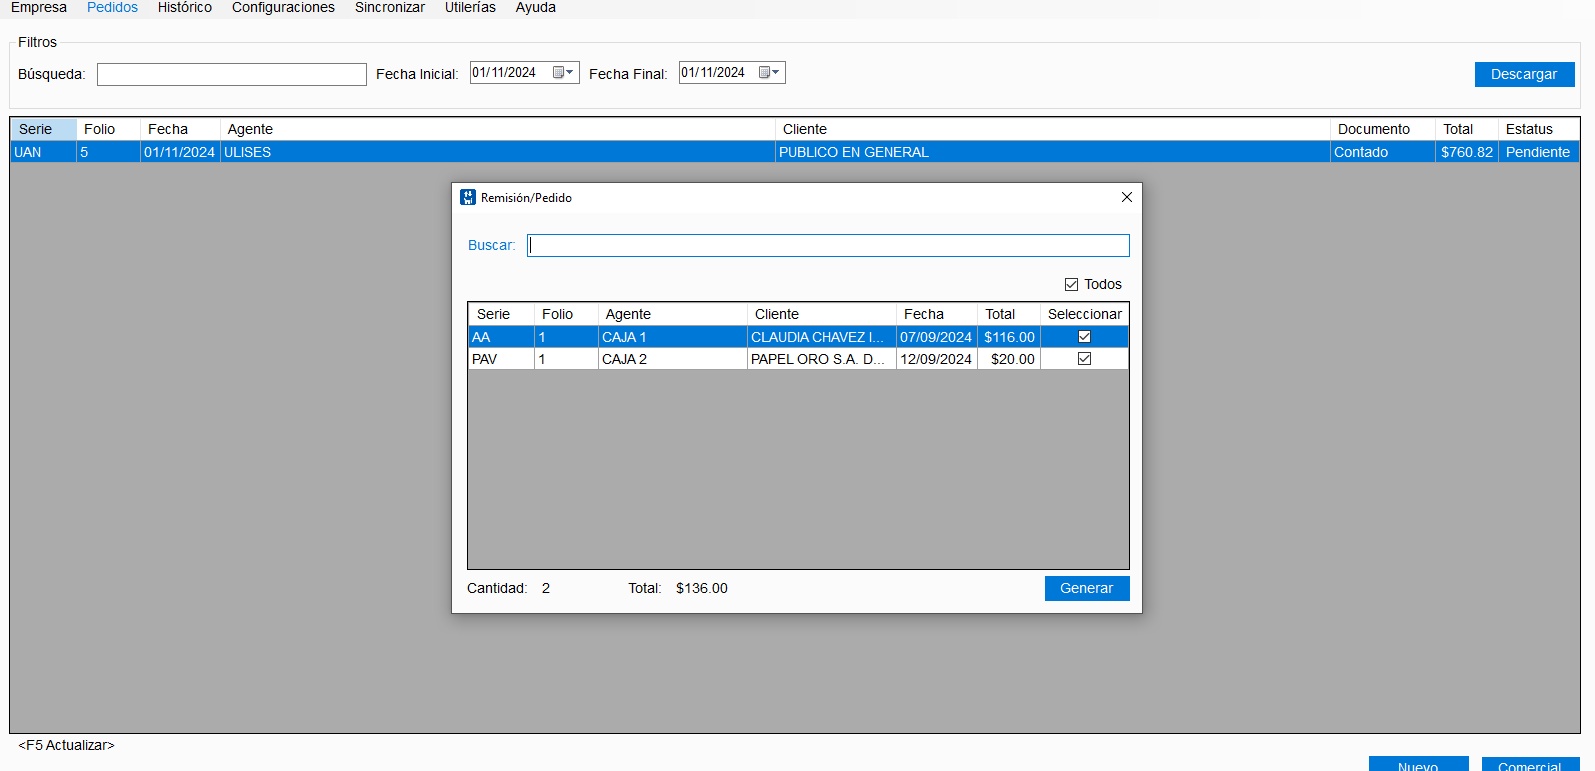 Empresa Pedidos Histórico Configuraciones Sincronizar Utilerías Ayuda
Filtros
Búsqueda: Fecha Inicial: 01/11/2024 Fecha Final: 01/11/2024 Descargar
Serie Folio Fecha Agente Cliente Documento Total Estatus
UAN 5 01/11/2024 ULISES PUBLICO EN GENERAL Contado $760.82 Pendiente
Remisión/Pedido
Buscar:
Todos
Serie Folio Agente Cliente Fecha Total Seleccionar
AA 1 CAJA 1 CLAUDIA CHAVEZ I... 07/09/2024 $116.00
PAV 1 CAJA 2 PAPEL ORO S.A. D... 12/09/2024 $20.00
Cantidad: 2 Total: $136.00 Generar
<F5 Actualizar>
Nuevo Comercial